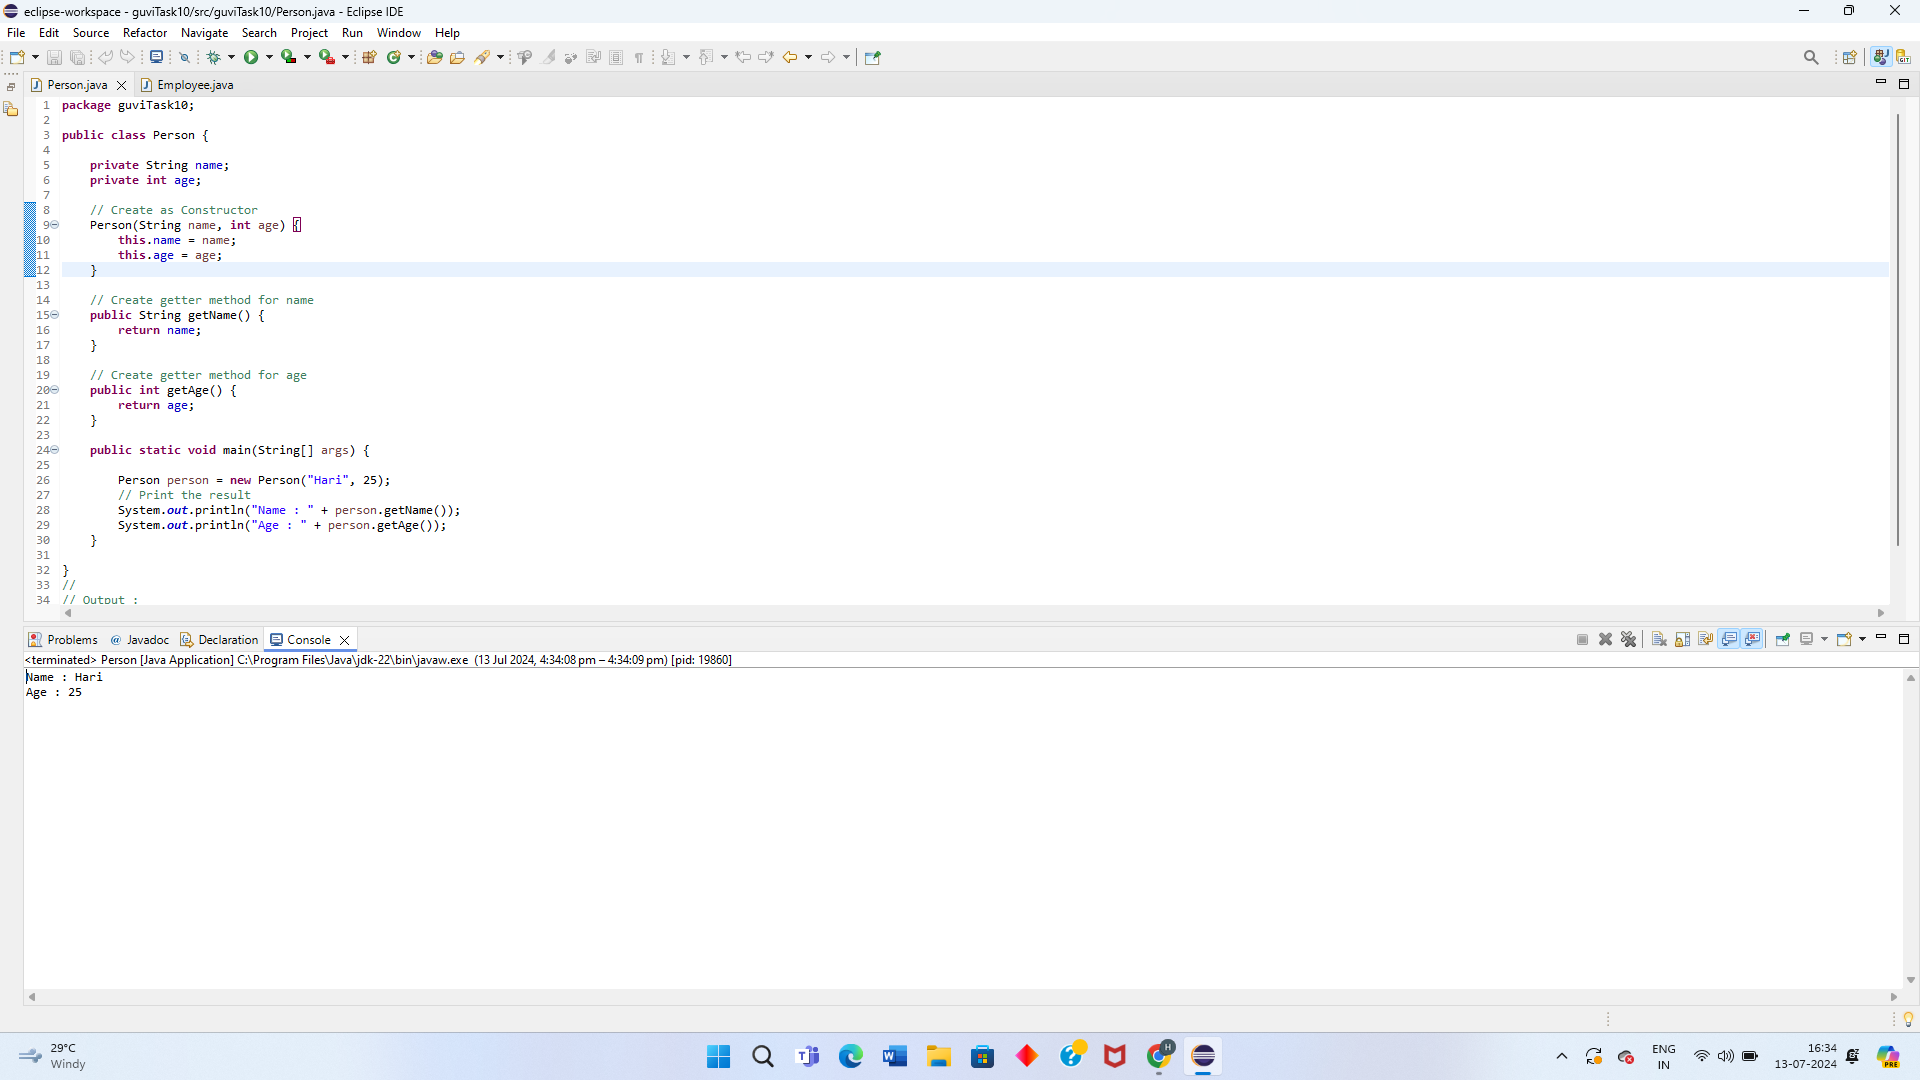 eclipse-workspace - guviTask10/src/guviTask10/Person.java - Eclipse IDE
File Edit Source Refactor Navigate Search Project Run Window Help
Person.java Employee.java
1 package guviTask10;
2
3 public class Person {
4
5     private String name;
6     private int age;
7
8     // Create as Constructor
9     Person(String name, int age) {
10         this.name = name;
11         this.age = age;
12     }
13
14     // Create getter method for name
15     public String getName() {
16         return name;
17     }
18
19     // Create getter method for age
20     public int getAge() {
21         return age;
22     }
23
24     public static void main(String[] args) {
25
26         Person person = new Person("Hari", 25);
27         // Print the result
28         System.out.println("Name : " + person.getName());
29         System.out.println("Age : " + person.getAge());
30     }
31
32 }
33 //
34 // Output :
Problems @ Javadoc Declaration Console
<terminated> Person [Java Application] C:\Program Files\Java\jdk-22\bin\javaw.exe (13 Jul 2024, 4:34:08 pm – 4:34:09 pm) [pid: 19860]
Name : Hari
Age : 25
29°C
Windy
ENG
IN
16:34
13-07-2024